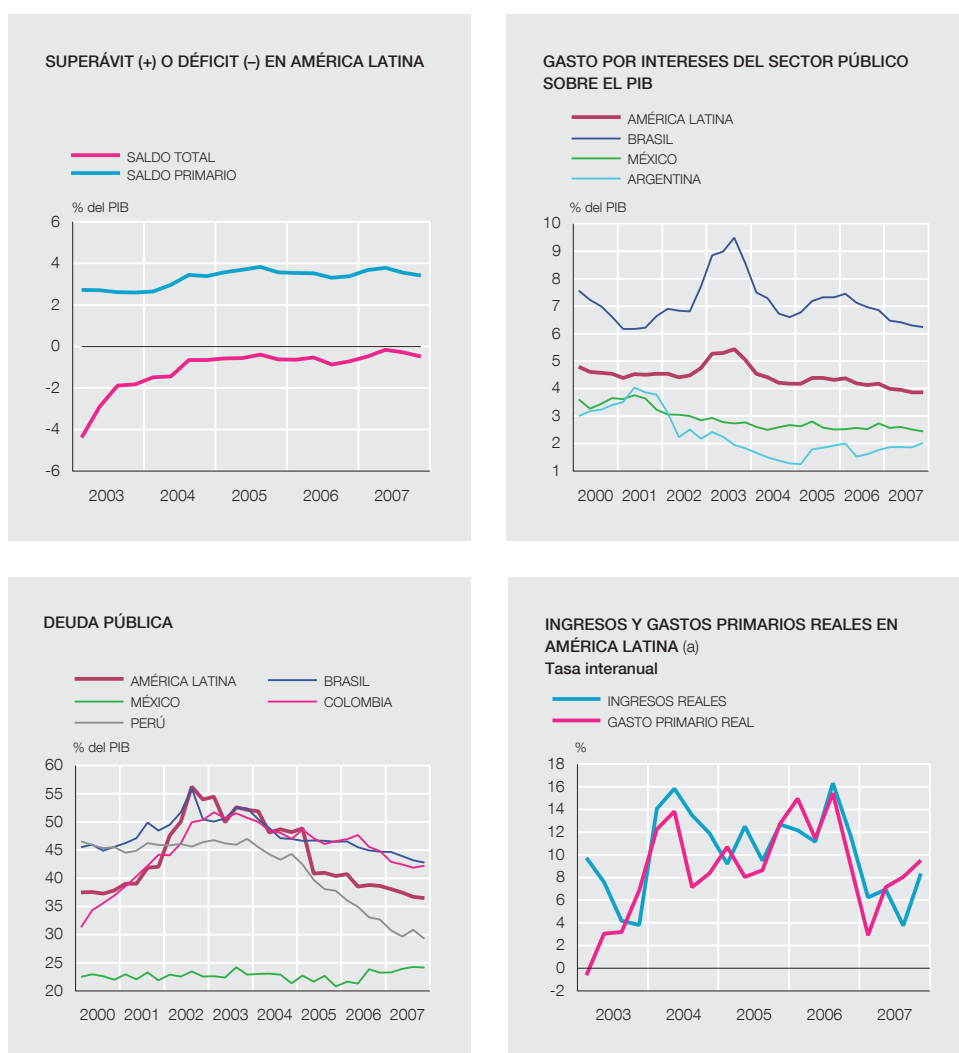 SUPERÁVIT (+) O DÉFICIT (–) EN AMÉRICA LATINA
SALDO TOTAL
SALDO PRIMARIO
% del PIB
6
4
2
0
-2
-4
-6
2003 2004 2005 2006 2007
GASTO POR INTERESES DEL SECTOR PÚBLICO
SOBRE EL PIB
AMÉRICA LATINA
BRASIL
MÉXICO
ARGENTINA
% del PIB
10
9
8
7
6
5
4
3
2
1
2000 2001 2002 2003 2004 2005 2006 2007
DEUDA PÚBLICA
AMÉRICA LATINA BRASIL
MÉXICO COLOMBIA
PERÚ
% del PIB
60
55
50
45
40
35
30
25
20
2000 2001 2002 2003 2004 2005 2006 2007
INGRESOS Y GASTOS PRIMARIOS REALES EN
AMÉRICA LATINA (a)
Tasa interanual
INGRESOS REALES
GASTO PRIMARIO REAL
%
18
16
14
12
10
8
6
4
2
0
-2
2003 2004 2005 2006 2007